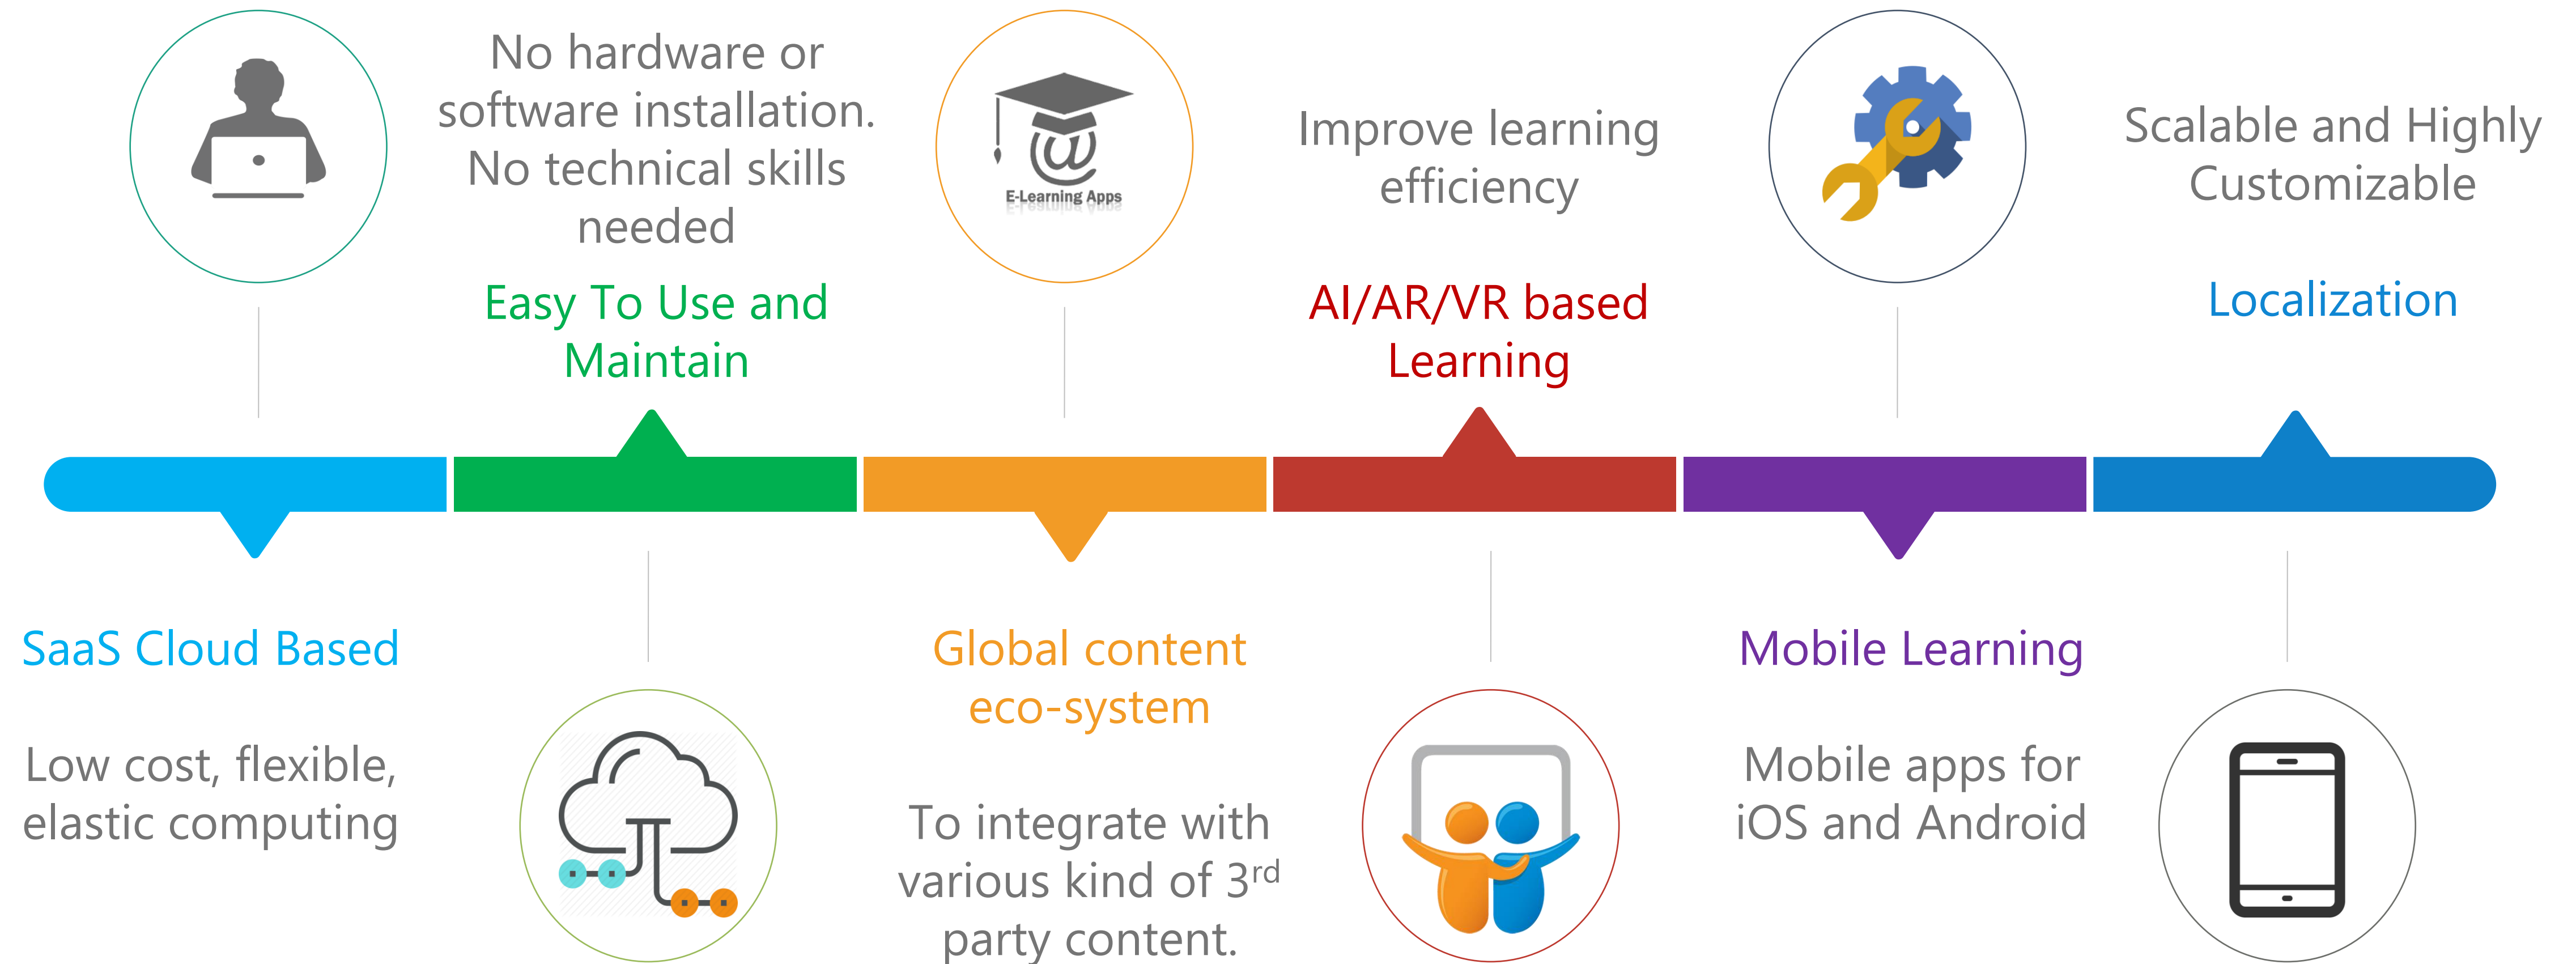 No hardware or
software installation.
No technical skills
needed
Easy To Use and
Maintain
@
E-Learning Apps
Improve learning
efficiency
AI/AR/VR based
Learning
Scalable and Highly
Customizable
Localization
SaaS Cloud Based
Low cost, flexible,
elastic computing
Global content
eco-system
To integrate with
various kind of 3rd
party content.
Mobile Learning
Mobile apps for
iOS and Android